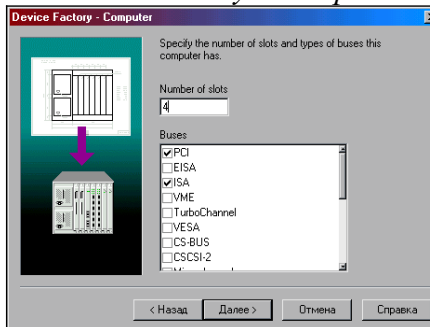 Device Factory - Computer
Specify the number of slots and types of buses this
computer has.
Number of slots
4
Buses
PCI
EISA
ISA
VME
TurboChannel
VESA
CS-BUS
CSCSI-2
< Назад
Далее >
Отмена
Справка